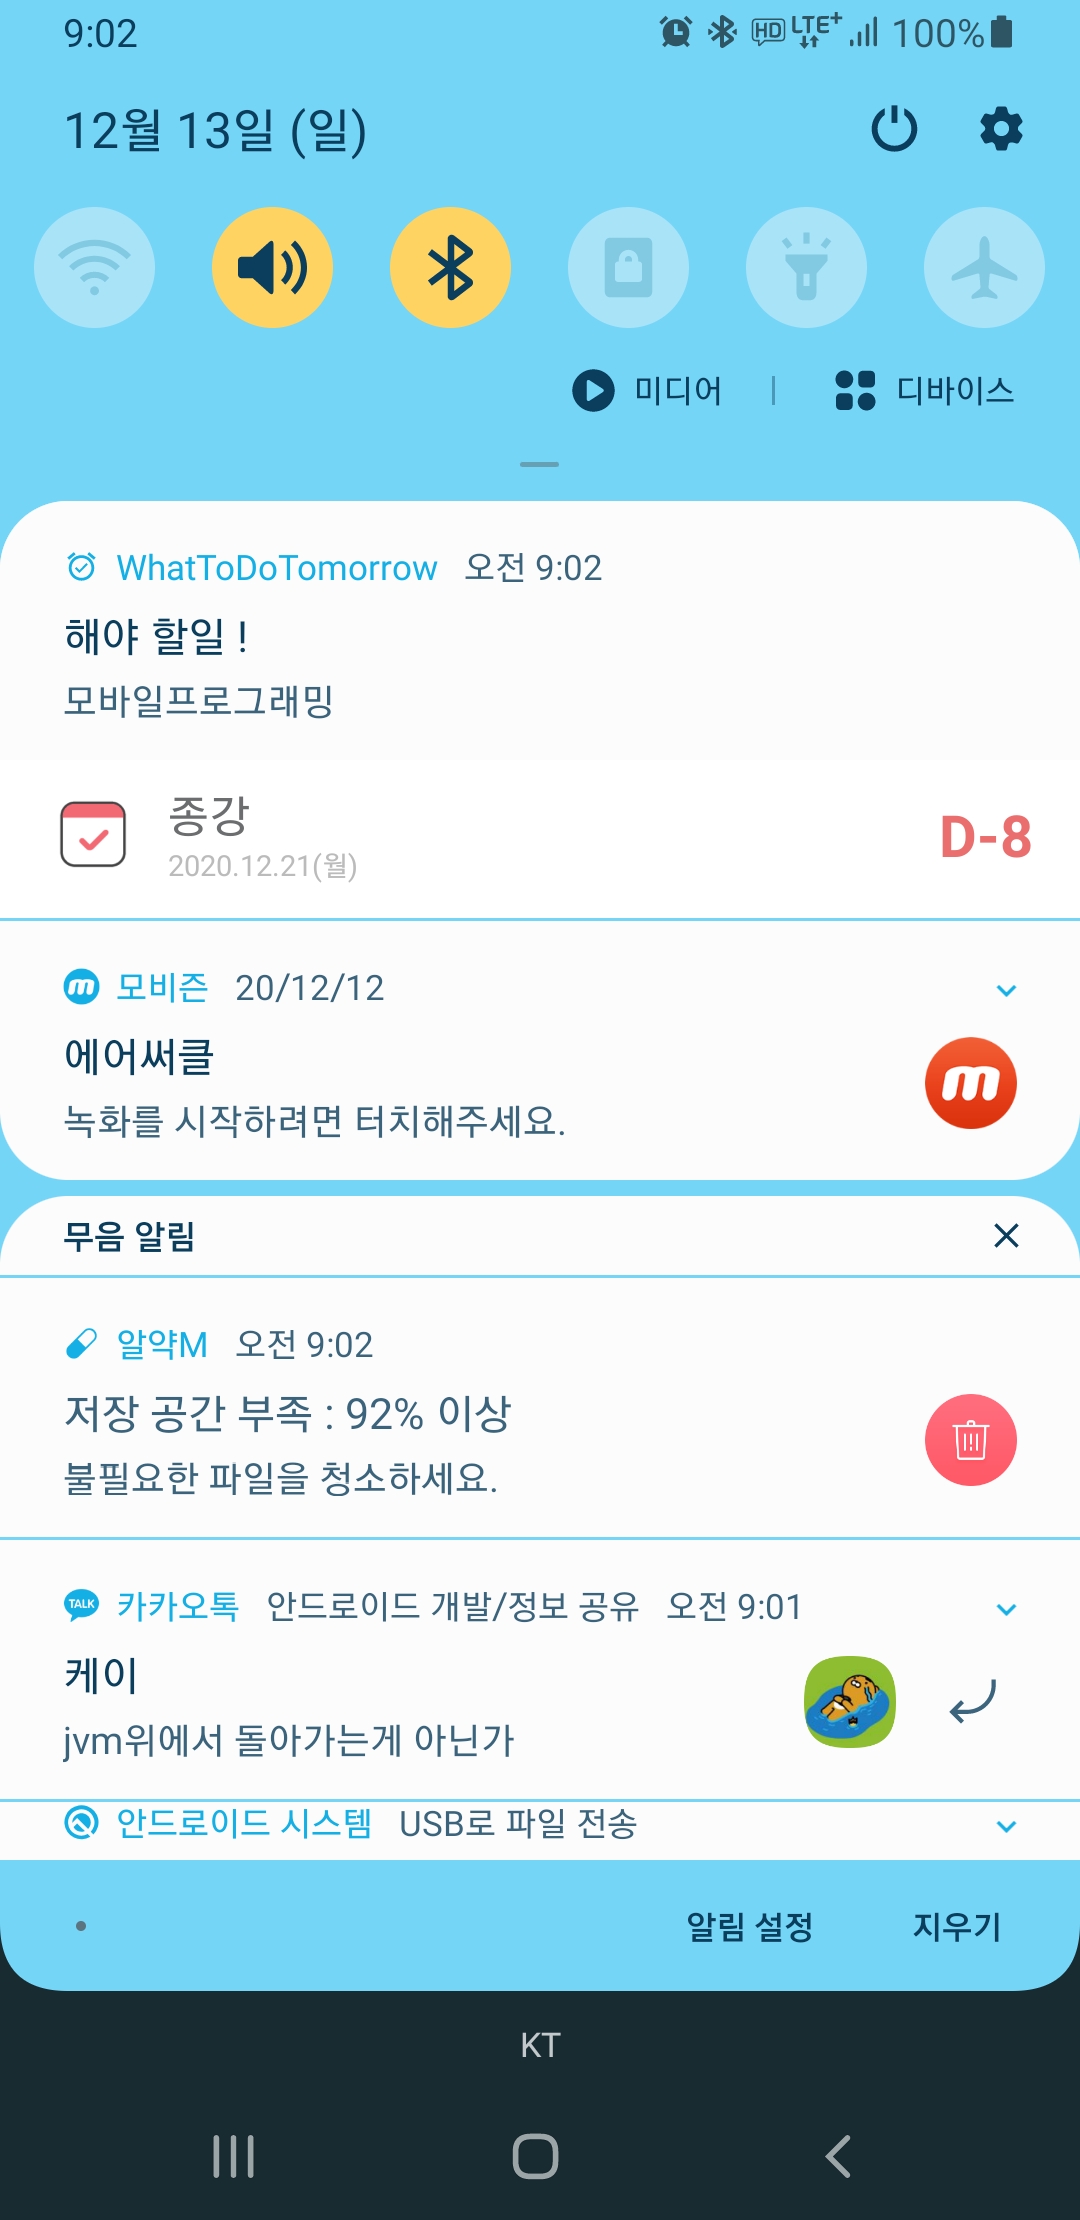 9:02 HD LTE+ 100%
12월 13일 (일)
미디어 | 디바이스
WhatToDoTomorrow 오전 9:02
해야 할일 !
모바일프로그래밍
종강
2020.12.21(월)
D-8
모비즌 20/12/12
에어써클
녹화를 시작하려면 터치해주세요.
무음 알림
알약M 오전 9:02
저장 공간 부족 : 92% 이상
불필요한 파일을 청소하세요.
TALK 카카오톡 안드로이드 개발/정보 공유 오전 9:01
케이
jvm위에서 돌아가는게 아닌가
안드로이드 시스템 USB로 파일 전송
알림 설정 지우기
KT